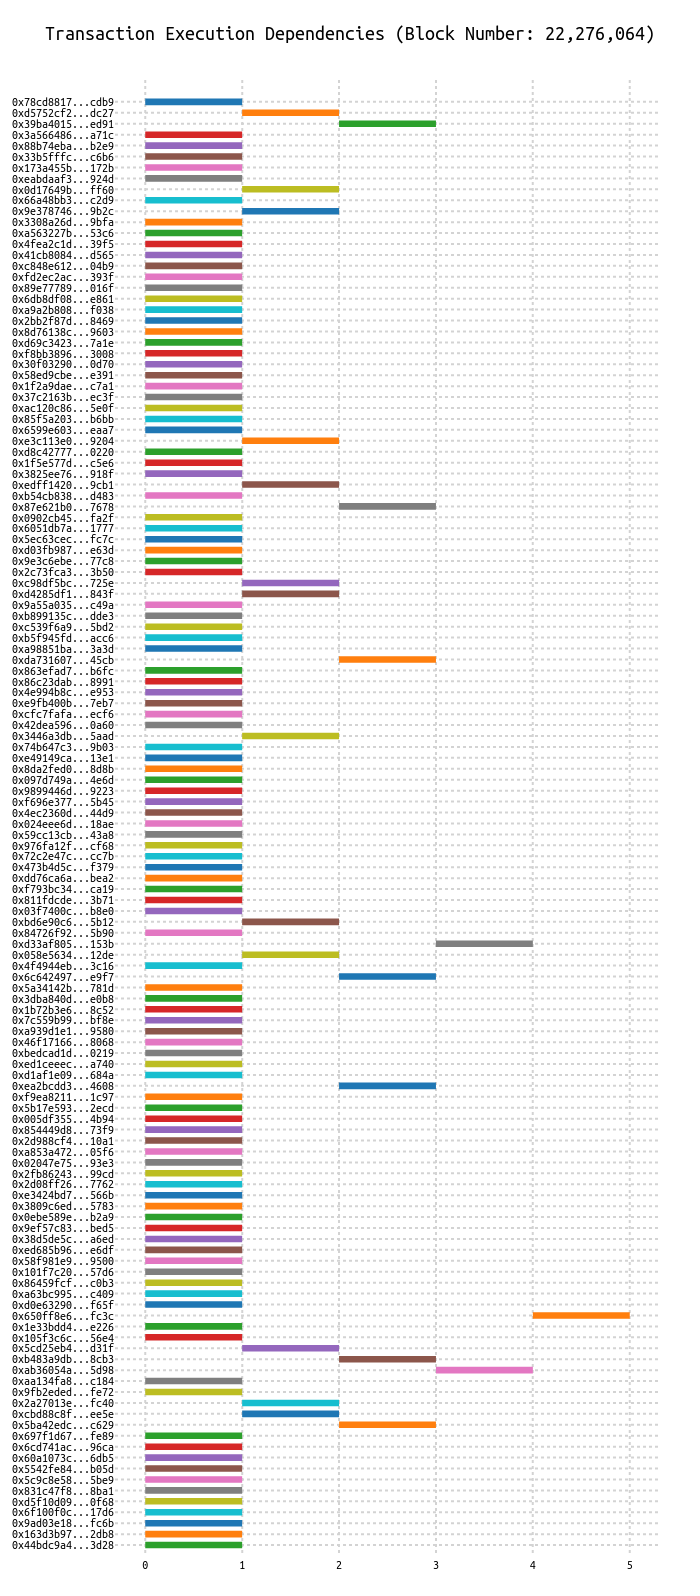 Transaction Execution Dependencies (Block Number: 22,276,064)
0x78cd8817...cdb9
0xd5752cf2...dc27
0x39ba4015...ed91
0x3a566486...a71c
0x88b74eba...b2e9
0x33b5fffc...c6b6
0x173a455b...172b
0xeabdaaf3...924d
0x0d17649b...ff60
0x66a48bb3...c2d9
0x9e378746...9b2c
0x3308a26d...9bfa
0xa563227b...53c6
0x4fea2c1d...39f5
0x41cb8084...d565
0xc848e612...04b9
0xfd2ec2ac...393f
0x89e77789...016f
0x6db8df08...e861
0xa9a2b808...f038
0x2bb2f87d...8469
0x8d76138c...9603
0xd69c3423...7a1e
0xf8bb3896...3008
0x30f03290...0d70
0x58ed9cbe...e391
0x1f2a9dae...c7a1
0x37c2163b...ec3f
0xac120c86...5e0f
0x85f5a203...b6bb
0x6599e603...eaa7
0xe3c113e0...9204
0xd8c42777...0220
0x1f5e577d...c5e6
0x3825ee76...918f
0xedff1420...9cb1
0xb54cb838...d483
0x87e621b0...7678
0x0902cb45...fa2f
0x6051db7a...1777
0x5ec63cec...fc7c
0xd03fb987...e63d
0x9e3c6ebe...77c8
0x2c73fca3...3b50
0xc98df5bc...725e
0xd4285df1...843f
0x9a55a035...c49a
0xb899135c...dde3
0xc539f6a9...5bd2
0xb5f945fd...acc6
0xa98851ba...3a3d
0xda731607...45cb
0x863efad7...b6fc
0x86c23dab...8991
0x4e994b8c...e953
0xe9fb400b...7eb7
0xcfc7fafa...ecf6
0x42dea596...0a60
0x3446a3db...5aad
0x74b647c3...9b03
0xe49149ca...13e1
0x8da2fed0...8d8b
0x097d749a...4e6d
0x9899446d...9223
0xf696e377...5b45
0x4ec2360d...44d9
0x024eee6d...18ae
0x59cc13cb...43a8
0x976fa12f...cf68
0x72c2e47c...cc7b
0x473b4d5c...f379
0xdd76ca6a...bea2
0xf793bc34...ca19
0x811fdcde...3b71
0x03f7400c...b8e0
0xbd6e90c6...5b12
0x84726f92...5b90
0xd33af805...153b
0x058e5634...12de
0x4f4944eb...3c16
0x6c642497...e9f7
0x5a34142b...781d
0x3dba840d...e0b8
0x1b72b3e6...8c52
0x7c559b99...bf8e
0xa939d1e1...9580
0x46f17166...8068
0xbedcad1d...0219
0xed1ceeec...a740
0xd1af1e09...684a
0xea2bcdd3...4608
0xf9ea8211...1c97
0x5b17e593...2ecd
0x005df355...4b94
0x854449d8...73f9
0x2d988cf4...10a1
0xa853a472...05f6
0x02047e75...93e3
0x2fb86243...99cd
0x2d08ff26...7762
0xe3424bd7...566b
0x3809c6ed...5783
0x0ebe589e...b2a9
0x9ef57c83...bed5
0x38d5de5c...a6ed
0xed685b96...e6df
0x58f981e9...9500
0x101f7c20...57d6
0x86459fcf...c0b3
0xa63bc995...c409
0xd0e63290...f65f
0x650ff8e6...fc3c
0x1e33bdd4...e226
0x105f3c6c...56e4
0x5cd25eb4...d31f
0xb483a9db...8cb3
0xab36054a...5d98
0xaa134fa8...c184
0x9fb2eded...fe72
0x2a27013e...fc40
0xcbd88c8f...ee5e
0x5ba42edc...c629
0x697f1d67...fe89
0x6cd741ac...96ca
0x60a1073c...6db5
0x5542fe84...b05d
0x5c9c8e58...5be9
0x831c47f8...8ba1
0xd5f10d09...0f68
0x6f100f0c...17d6
0x9ad03e18...fc6b
0x163d3b97...2db8
0x44bdc9a4...3d28
0 1 2 3 4 5